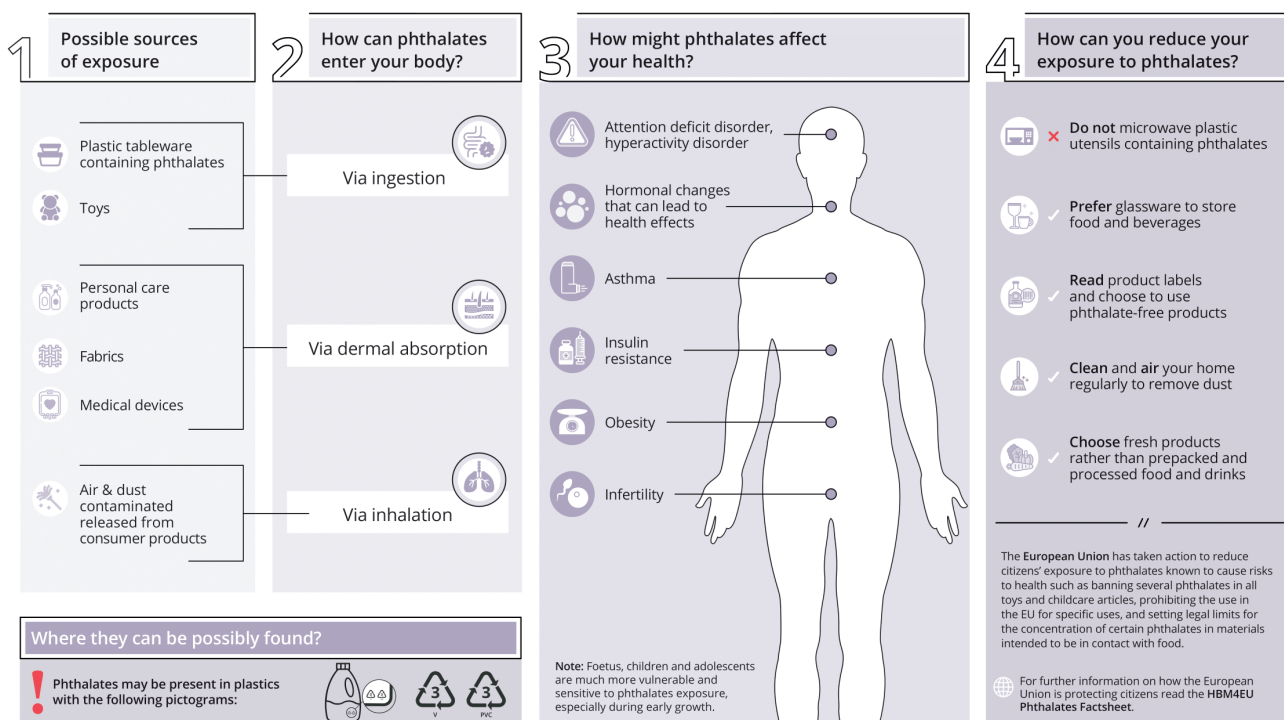 1
Possible sources
of exposure
Plastic tableware
containing phthalates
Toys
Personal care
products
Fabrics
Medical devices
Air & dust
contaminated
released from
consumer products
2
How can phthalates
enter your body?
Via ingestion
Via dermal absorption
Via inhalation
Where they can be possibly found?
Phthalates may be present in plastics
with the following pictograms:
3
V
3
PVC
3
How might phthalates affect
your health?
Attention deficit disorder,
hyperactivity disorder
Hormonal changes
that can lead to
health effects
Asthma
Insulin
resistance
Obesity
Infertility
Note: Foetus, children and adolescents
are much more vulnerable and
sensitive to phthalates exposure,
especially during early growth.
4
How can you reduce your
exposure to phthalates?
Do not microwave plastic
utensils containing phthalates
Prefer glassware to store
food and beverages
Read product labels
and choose to use
phthalate-free products
Clean and air your home
regularly to remove dust
Choose fresh products
rather than prepacked and
processed food and drinks
//
The European Union has taken action to reduce
citizens' exposure to phthalates known to cause risks
to health such as banning several phthalates in all
toys and childcare articles, prohibiting the use in
the EU for specific uses, and setting legal limits for
the concentration of certain phthalates in materials
intended to be in contact with food.
For further information on how the European
Union is protecting citizens read the HBM4EU
Phthalates Factsheet.